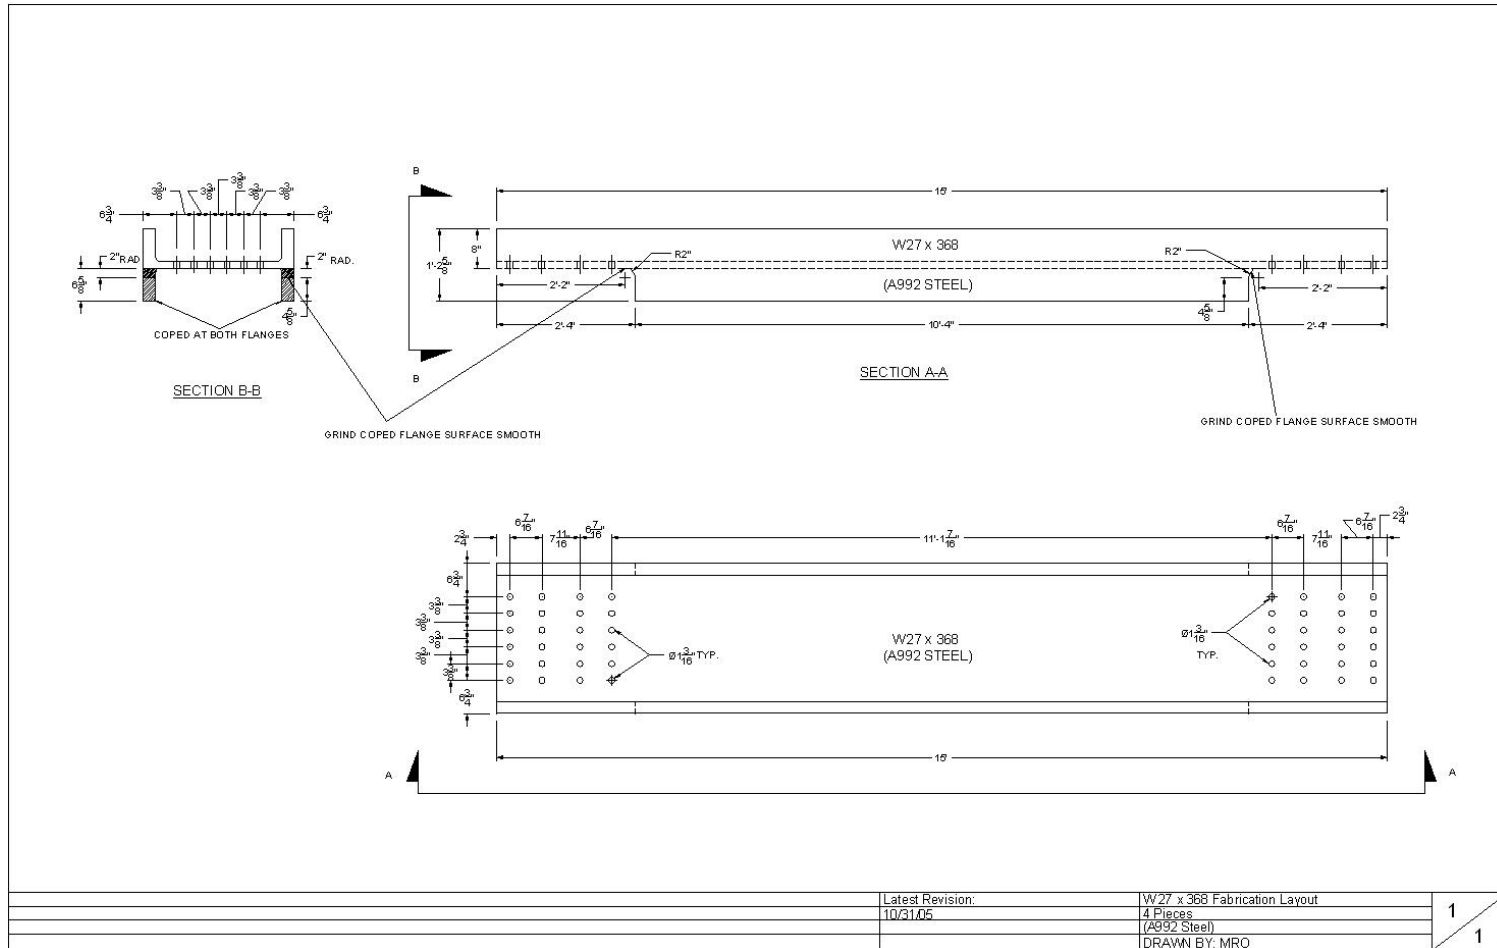 3 3/8"
3 3/8"
3 3/8"
3 3/8"
3 3/8"
6 3/4"
6 3/4"
2" RAD
2" RAD.
6 5/8"
4 5/8"
COPED AT BOTH FLANGES
SECTION B-B
B
B
15'
W27 x 368
(A992 STEEL)
8"
1'-2 5/8"
R2"
R2"
2'-2"
2'-2"
4 5/8"
2'-4"
10'-4"
2'-4"
SECTION A-A
GRIND COPED FLANGE SURFACE SMOOTH
GRIND COPED FLANGE SURFACE SMOOTH
2 3/4"
6 7/16"
7 11/16"
6 7/16"
11'-1 7/16"
6 7/16"
7 11/16"
6 7/16"
2 3/4"
6 3/4"
3 3/8"
3 3/8"
3 3/8"
3 3/8"
3 3/8"
6 3/4"
Ø1 3/16" TYP.
W27 x 368
(A992 STEEL)
Ø1 3/16"
TYP.
15'
A
A
Latest Revision:
10/31/05
W27 x 368 Fabrication Layout
4 Pieces
(A992 Steel)
DRAWN BY: MRO
1
1